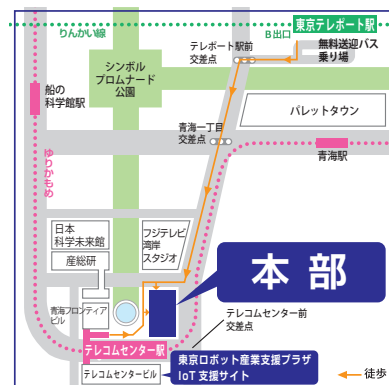 東京テレポート駅
りんかい線
B出口
テレポート駅前
交差点
無料送迎バス
乗り場
シンボル
プロムナード
公園
船の
科学館駅
パレットタウン
青海一丁目
交差点
青海駅
ゆりかもめ
日本
科学未来館
産総研
フジテレビ
湾岸
スタジオ
本部
青海フロンティア
ビル
テレコムセンター前
交差点
テレコムセンター駅
テレコムセンタービル
東京ロボット産業支援プラザ
IoT 支援サイト
徒歩